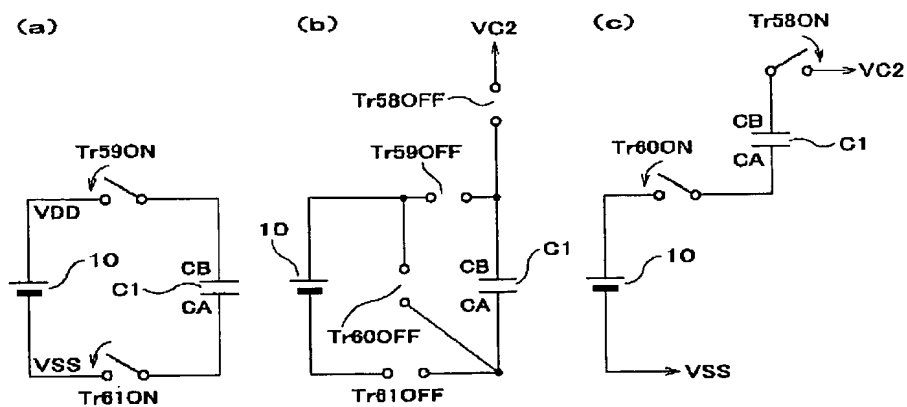 (a)
Tr59ON
VDD
10
C1
CB
CA
VSS
Tr61ON
(b)
VC2
Tr58OFF
Tr59OFF
10
Tr60OFF
CB
CA
C1
Tr61OFF
(c)
Tr58ON
VC2
CB
CA
C1
Tr60ON
10
VSS